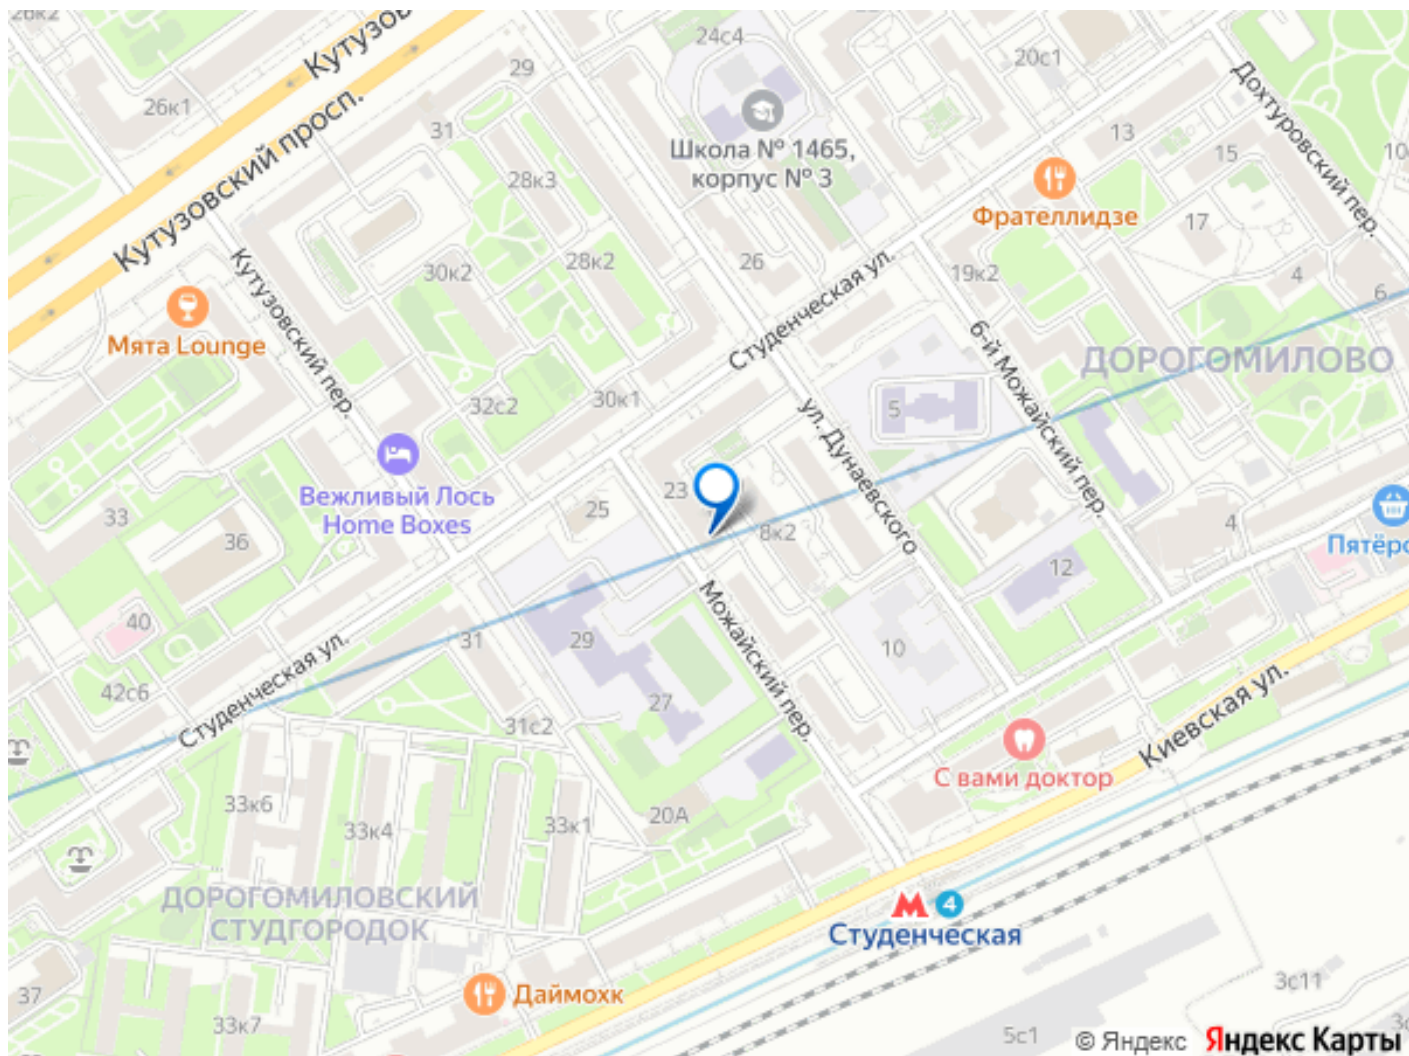 26к2
Кутузов
24с4
20с1
29
26к1
31
Кутузовский просп.
Школа № 1465,
корпус № 3
13
15
Дохтуровский пер.
10
28к3
Фрателлидзе
17
30к2
28к2
26
19к2
4
6
Кутузовский пер.
Студенческая ул.
Мята Lounge
6-й Можайский пер.
ДОРОГОМИЛОВО
32с2
30к1
5
ул. Дунаевского
Вежливый Лось
Home Boxes
23
25
33
36
8к2
4
Пятёро
12
40
31
29
Можайский пер.
10
42с6
Студенческая ул.
27
31с2
Киевская ул.
С вами доктор
33к6
33к4
33к1
20А
ДОРОГОМИЛОВСКИЙ
СТУДГОРОДОК
М 4
Студенческая
37
Даймохк
33к7
3с11
5с1
© Яндекс Яндекс Карты